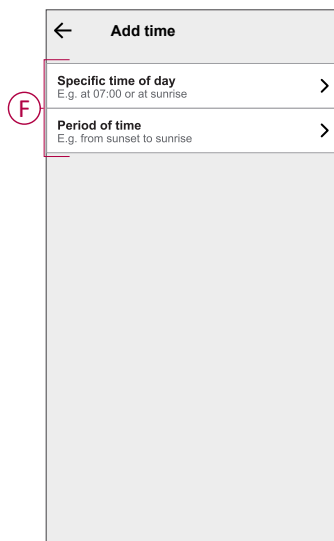 Add time
Specific time of day
E.g. at 07:00 or at sunrise
F
Period of time
E.g. from sunset to sunrise